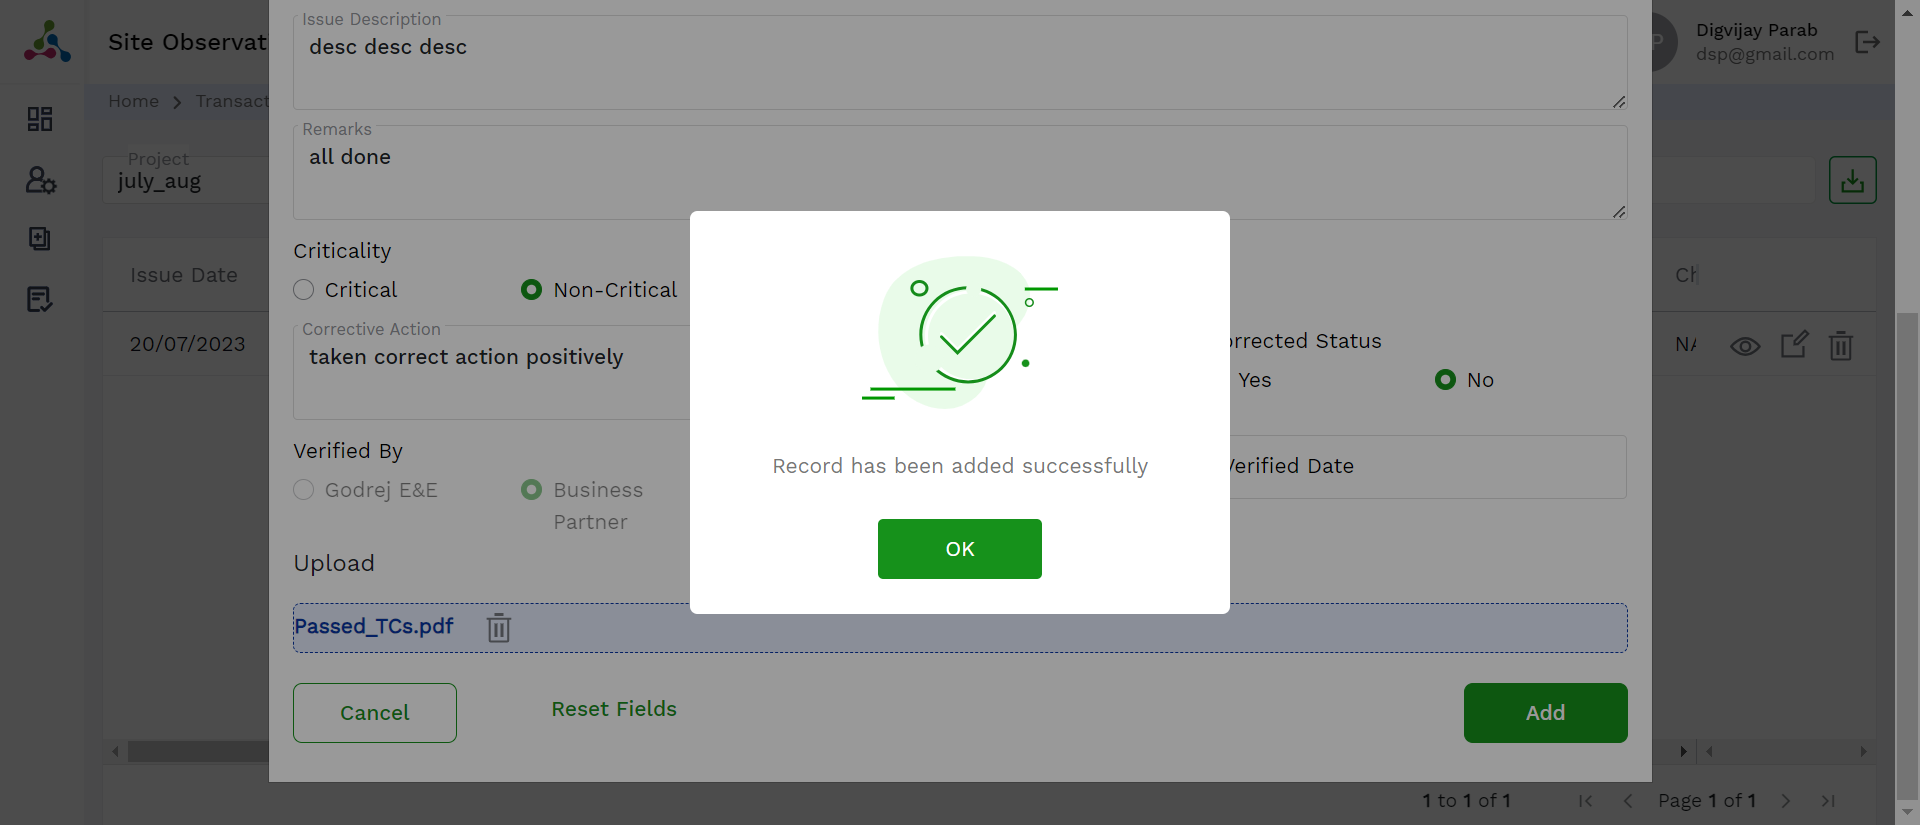 Site Observat
Digvijay Parab
dsp@gmail.com
Home
Transact
Project
july_aug
Issue Description
desc desc desc
Remarks
all done
Criticality
Critical
Non-Critical
Issue Date
20/07/2023
Corrective Action
taken correct action positively
orrected Status
Yes
No
Verified By
Godrej E&E
Business
Partner
Verified Date
Record has been added successfully
OK
Upload
Passed_TCs.pdf
Cancel
Reset Fields
Add
1 to 1 of 1
Page 1 of 1